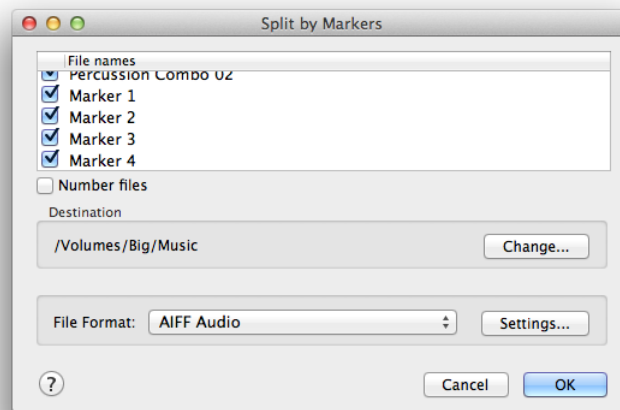 Split by Markers
File names
Percussion Combo 02
Marker 1
Marker 2
Marker 3
Marker 4
Number files
Destination
/Volumes/Big/Music
Change...
File Format: AIFF Audio
Settings...
?
Cancel
OK